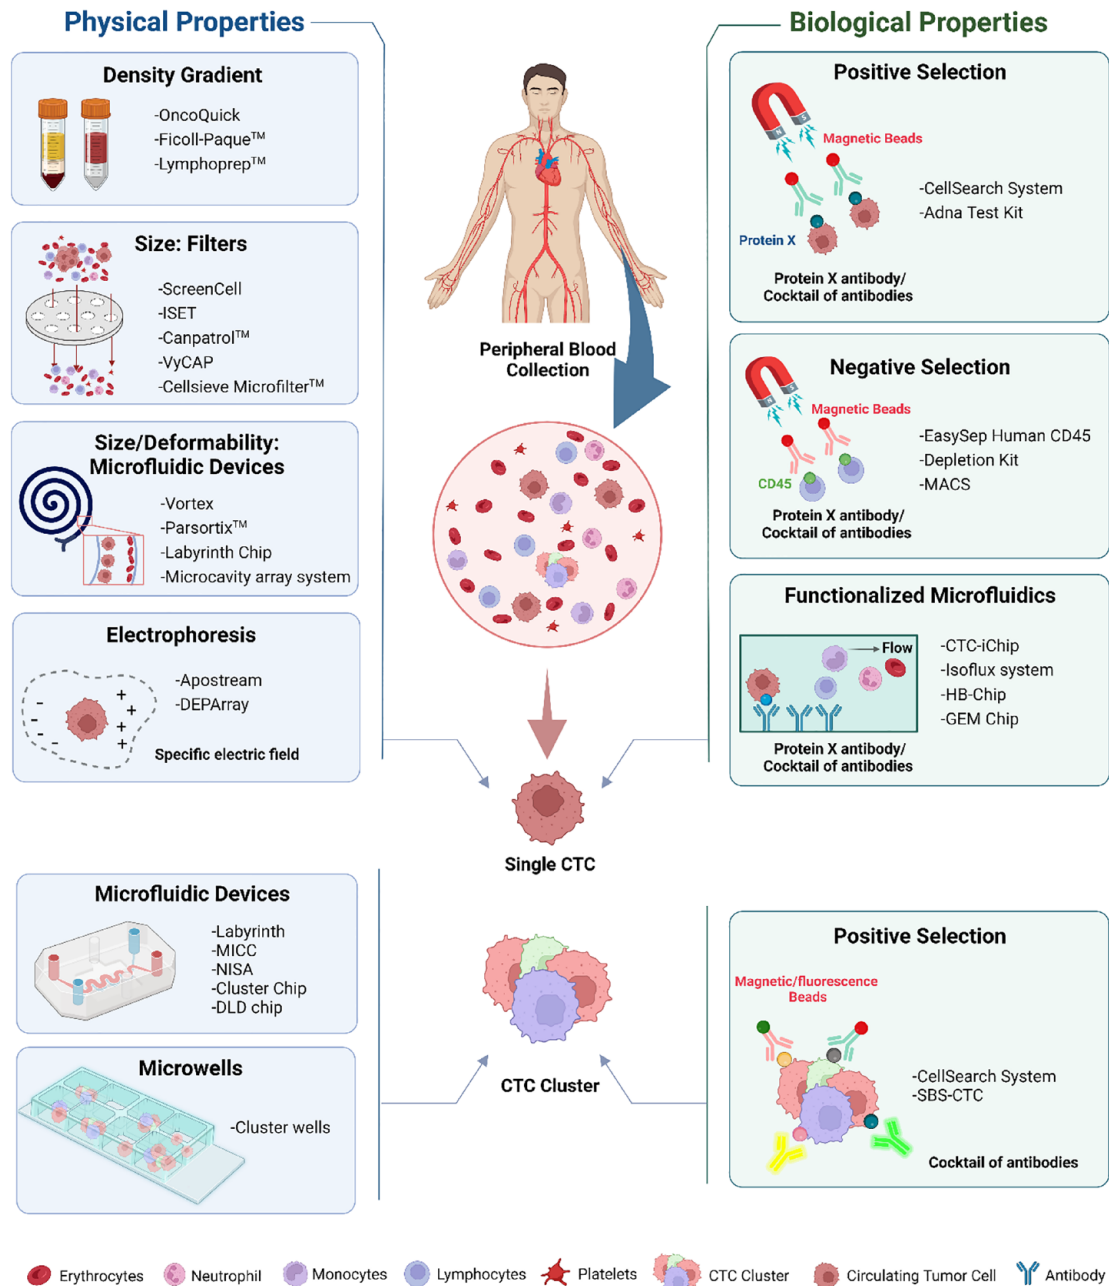 Physical Properties
Density Gradient
-OncoQuick
-Ficoll-Paque™
-Lymphoprep™
Size: Filters
-ScreenCell
-ISET
-Canpatrol™
-VyCAP
-Cellsieve Microfilter™
Size/Deformability:
Microfluidic Devices
-Vortex
-Parsortix™
-Labyrinth Chip
-Microcavity array system
Electrophoresis
-Apostream
-DEPArray
Specific electric field
Peripheral Blood
Collection
Single CTC
Biological Properties
Positive Selection
N
S
Magnetic Beads
-CellSearch System
-Adna Test Kit
Protein X
Protein X antibody/
Cocktail of antibodies
Negative Selection
Magnetic Beads
-EasySep Human CD45
-Depletion Kit
-MACS
CD45
Protein X antibody/
Cocktail of antibodies
Functionalized Microfluidics
Flow
-CTC-iChip
-Isoflux system
-HB-Chip
-GEM Chip
Protein X antibody/
Cocktail of antibodies
Microfluidic Devices
-Labyrinth
-MICC
-NISA
-Cluster Chip
-DLD chip
Microwells
-Cluster wells
CTC Cluster
Positive Selection
Magnetic/fluorescence
Beads
-CellSearch System
-SBS-CTC
Cocktail of antibodies
Erythrocytes
Neutrophil
Monocytes
Lymphocytes
Platelets
CTC Cluster
Circulating Tumor Cell
Antibody